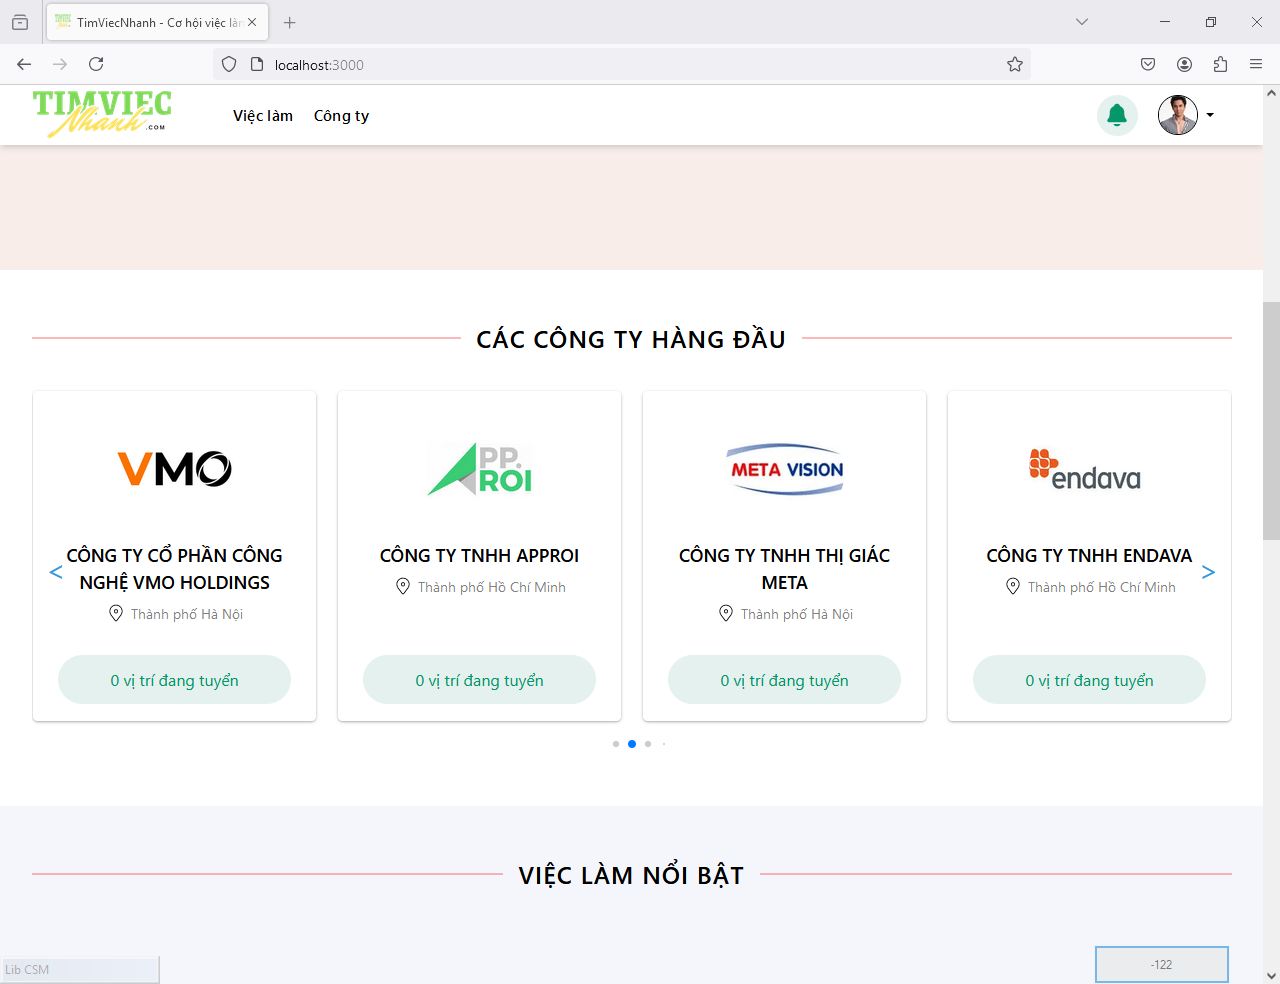 TimViecNhanh - Cơ hội việc làn
localhost:3000
TIMVIEC
Nhanh .COM
Việc làm
Công ty
CÁC CÔNG TY HÀNG ĐẦU
VMO
APP.
ROI
META VISION
endava
CÔNG TY CỔ PHẦN CÔNG
NGHỆ VMO HOLDINGS
Thành phố Hà Nội
0 vị trí đang tuyển
CÔNG TY TNHH APPROI
Thành phố Hồ Chí Minh
0 vị trí đang tuyển
CÔNG TY TNHH THỊ GIÁC
META
Thành phố Hà Nội
0 vị trí đang tuyển
CÔNG TY TNHH ENDAVA
Thành phố Hồ Chí Minh
0 vị trí đang tuyển
<
>
VIỆC LÀM NỔI BẬT
Lib CSM
-122